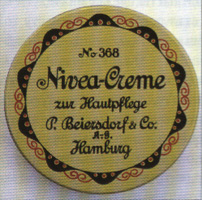 No 368
Nivea-Creme
zur Hautpflege
P. Beiersdorf & Co.
A.-G.
Hamburg